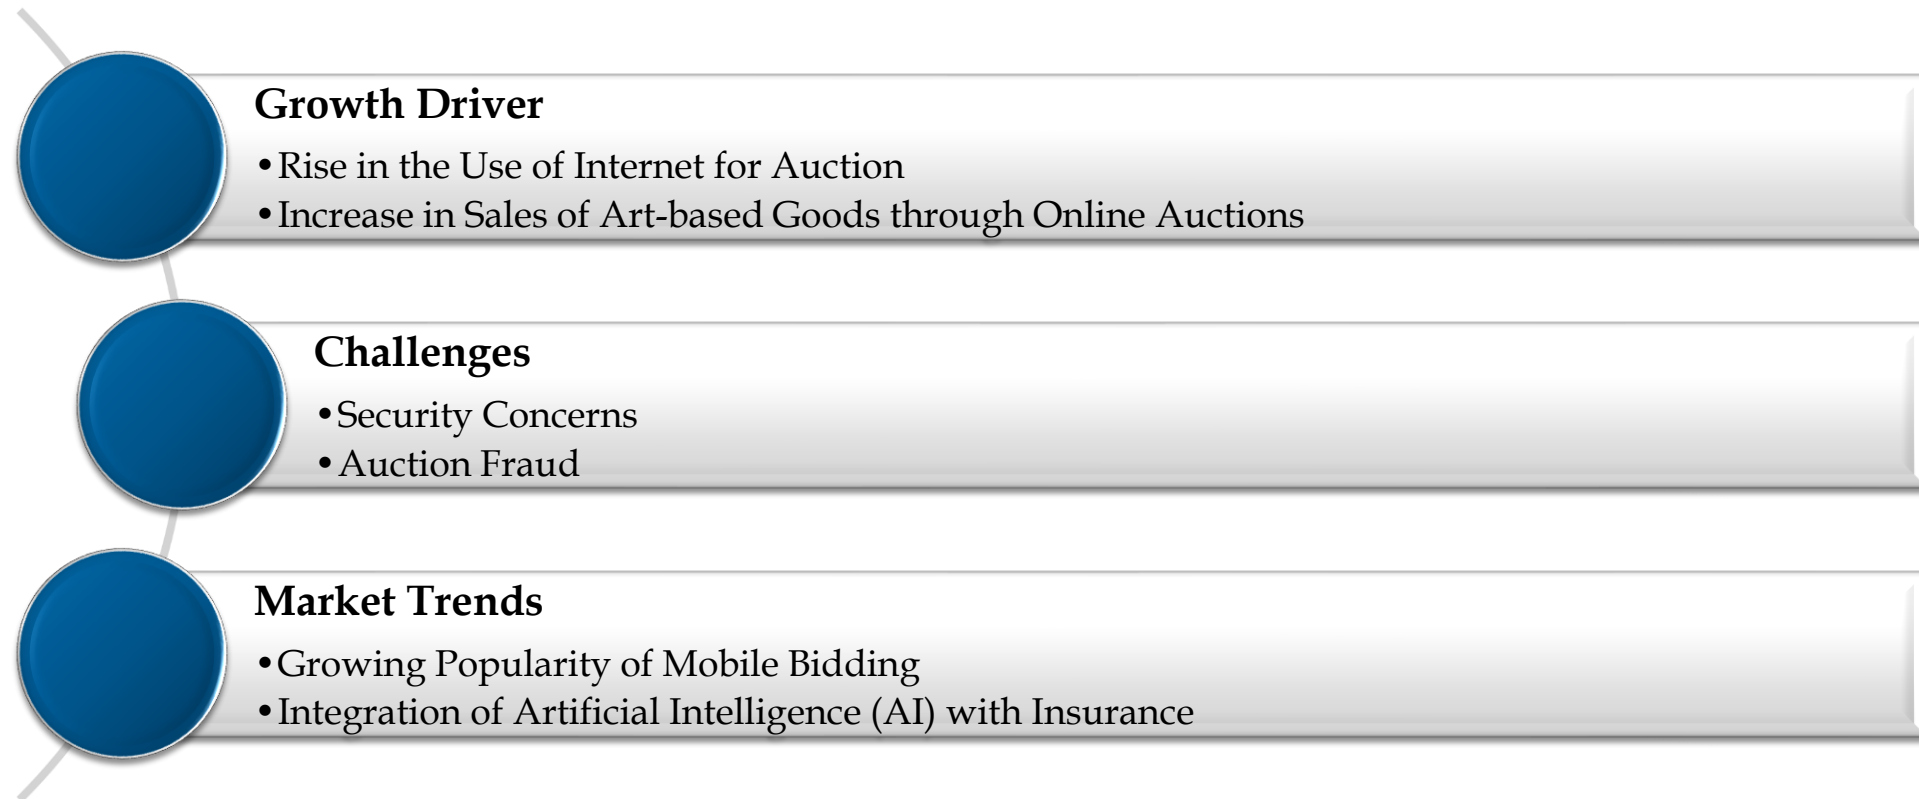 Growth Driver
•Rise in the Use of Internet for Auction
•Increase in Sales of Art-based Goods through Online Auctions
Challenges
•Security Concerns
•Auction Fraud
Market Trends
•Growing Popularity of Mobile Bidding
•Integration of Artificial Intelligence (AI) with Insurance